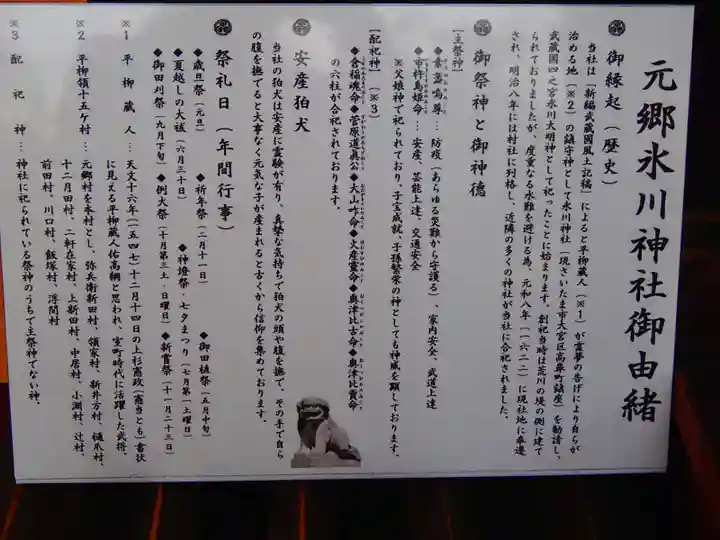 元郷氷川神社御由緒
御縁起（歴史）
当社は「新編武蔵國風土記稿」によると平柳蔵人（※１）が霊夢の告げにより自らが
治める地（※２）の鎮守神として氷川神社（現さいたま市大宮区高鼻町鎮座）を勧請し、
武蔵國四之宮氷川大明神として祀ったことに始まります。創祀当時は荒川の堤の側に建て
られておりましたが、度重なる水難を避ける為、元和八年（一六二二）に現社地に奉遷
され、明治八年には村社に列格し、近隣の多くの神社が当社に合祀されました。
御祭神と御神徳
【主祭神】
◆素盞嗚尊…防疫（あらゆる災難から守護る）、家内安全、武道上達
◆市杵島姫命…安産、芸能上達、交通安全
※父娘神で祀られており、子宝成就、子孫繁栄の神としても神威を顕しております。
【配祀神】（※３）
◆倉稲魂命◆菅原道真公◆大山咋命◆火産霊命◆奥津比古命◆奥津比賣命
の六柱が合祀されております。
安産狛犬
当社の狛犬は安産に霊験が有り、真摯な気持ちで狛犬の頭や腹を撫で、その手で自ら
の腹を撫でると大事なく元気な子が産まれると古くから信仰を集めております。
祭礼日（年間行事）
◆歳旦祭（元旦）　◆祈年祭（二月十一日）　◆御田植祭（五月中旬）
◆夏越しの大祓（六月三十日）　◆神燈祭・七夕まつり（七月第一土曜日）
◆御田刈祭（九月下旬）　◆例大祭（十月第三土・日曜日）　◆新嘗祭（十一月二十三日）
※１　平柳蔵人…天文十六年（一五四七）十二月十四日の上杉憲政（憲当とも）書状
に見える平柳蔵人佑高綱と思われ、室町時代に活躍した武将。
※２　平柳領十五ヶ村…元郷村を本村とし、弥兵衛新田村、領家村、新井方村、樋爪村、
十二月田村、二軒在家村、上新田村、中居村、小渕村、辻村、
前田村、川口村、飯塚村、浮間村
※３　配祀神…神社に祀られている祭神のうちで主祭神でない神。